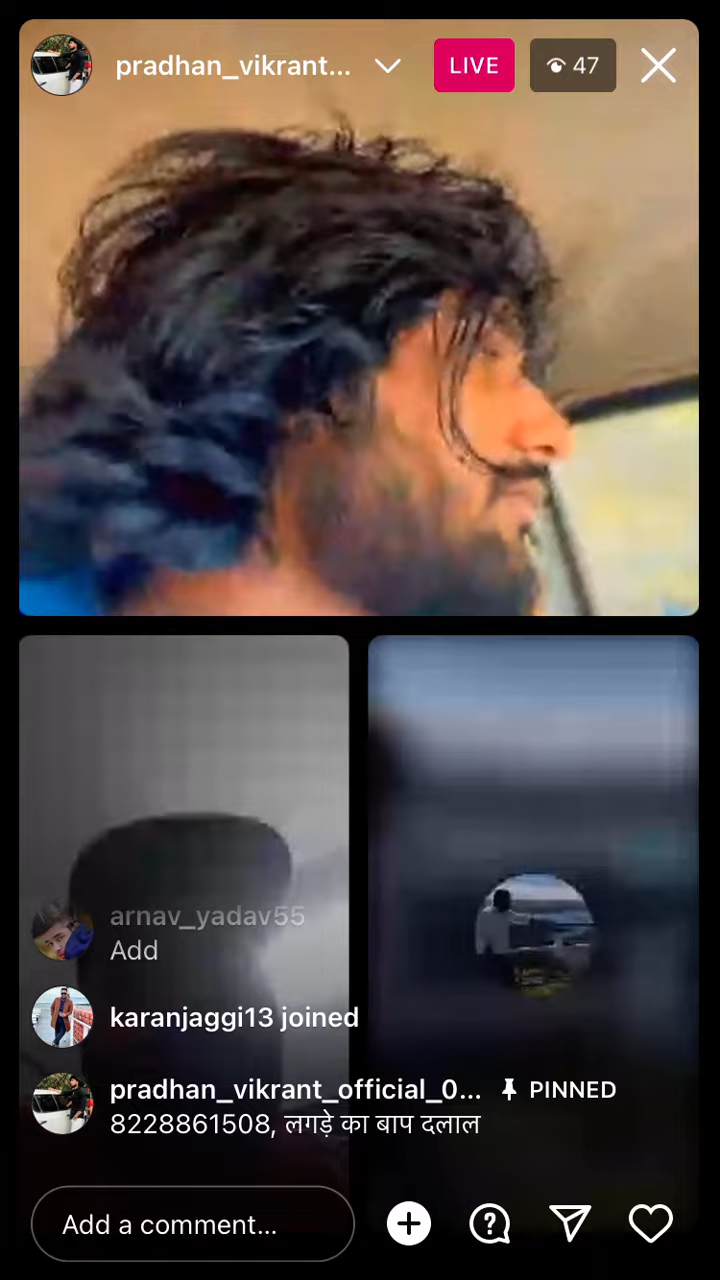 pradhan_vikrant...
LIVE
47
arnav_yadav55
Add
karanjaggi13 joined
pradhan_vikrant_official_0... PINNED
8228861508, लगड़े का बाप दलाल
Add a comment...